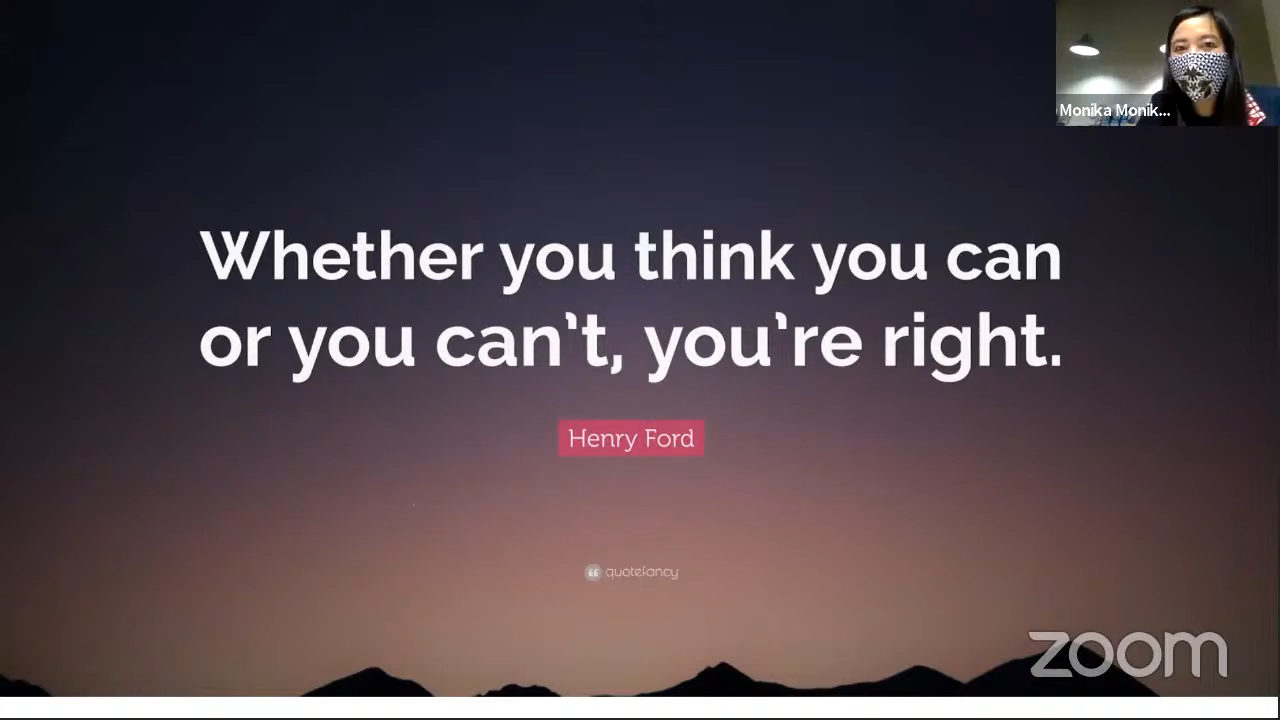 Monika Monik...
Whether you think you can
or you can’t, you’re right.
Henry Ford
quotefancy
zoom